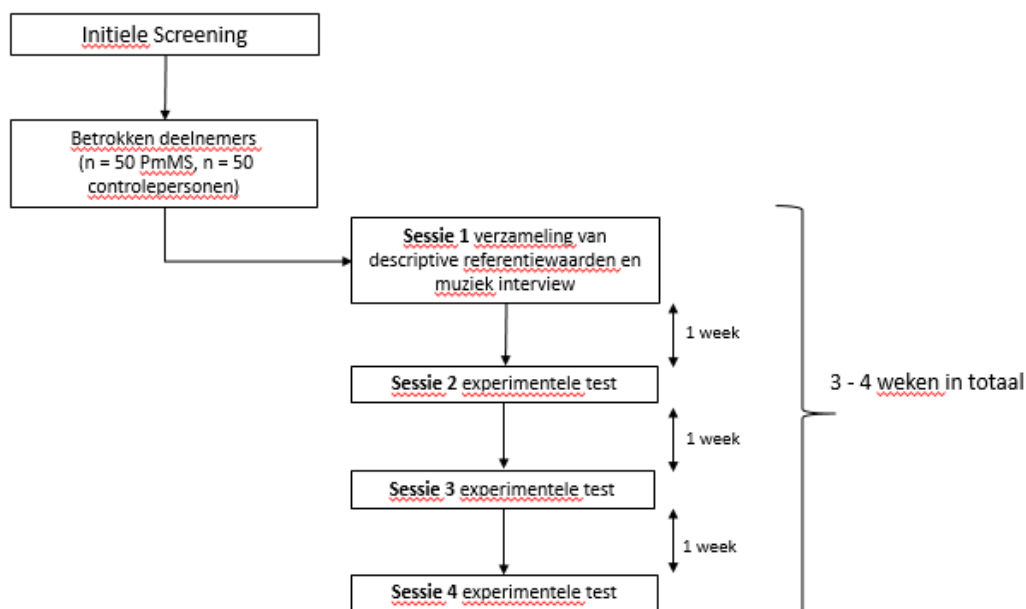 Initiele Screening
Betrokken deelnemers
(n = 50 PmMS, n = 50
controlepersonen)
Sessie 1 verzameling van
descriptive referentiewaarden en
muziek interview
1 week
Sessie 2 experimentele test
3 - 4 weken in totaal
1 week
Sessie 3 experimentele test
1 week
Sessie 4 experimentele test